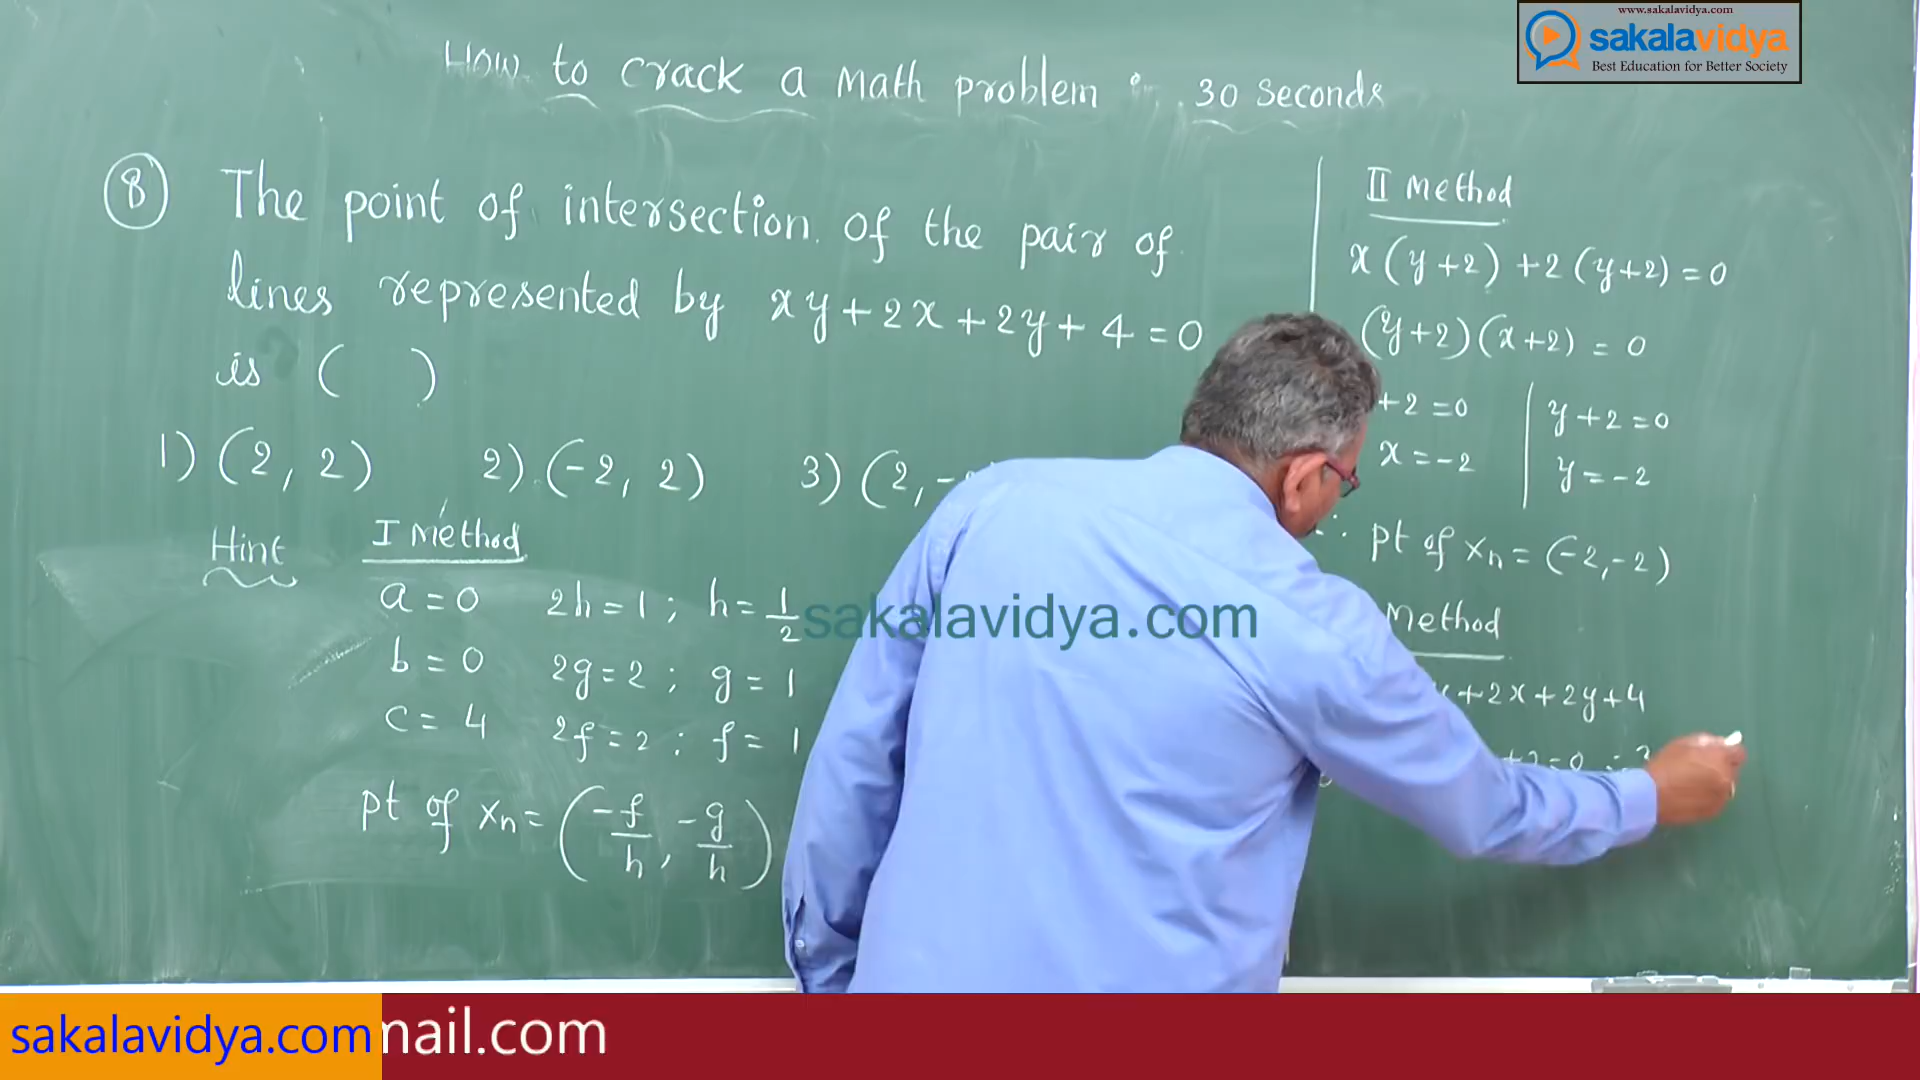 www.sakalavidya.com
sakalavidya
Best Education for Better Society
How to crack a Math problem in 30 seconds
8 The point of intersection of the pair of
lines represented by xy+2x+2y+4=0
is ( )
1) (2, 2) 2) (-2, 2) 3) (2, -
Hint I Method
a=0 2h=1; h=1/2
b=0 2g=2; g=1
c=4 2f=2; f=1
pt of xn = (-f/h, -g/h)
II Method
x(y+2)+2(y+2)=0
(y+2)(x+2)=0
+2=0 y+2=0
x=-2 y=-2
∴ pt of xn = (-2,-2)
Method
+2x+2y+4
+2=0
sakalavidya.com
sakalavidya.com
mail.com